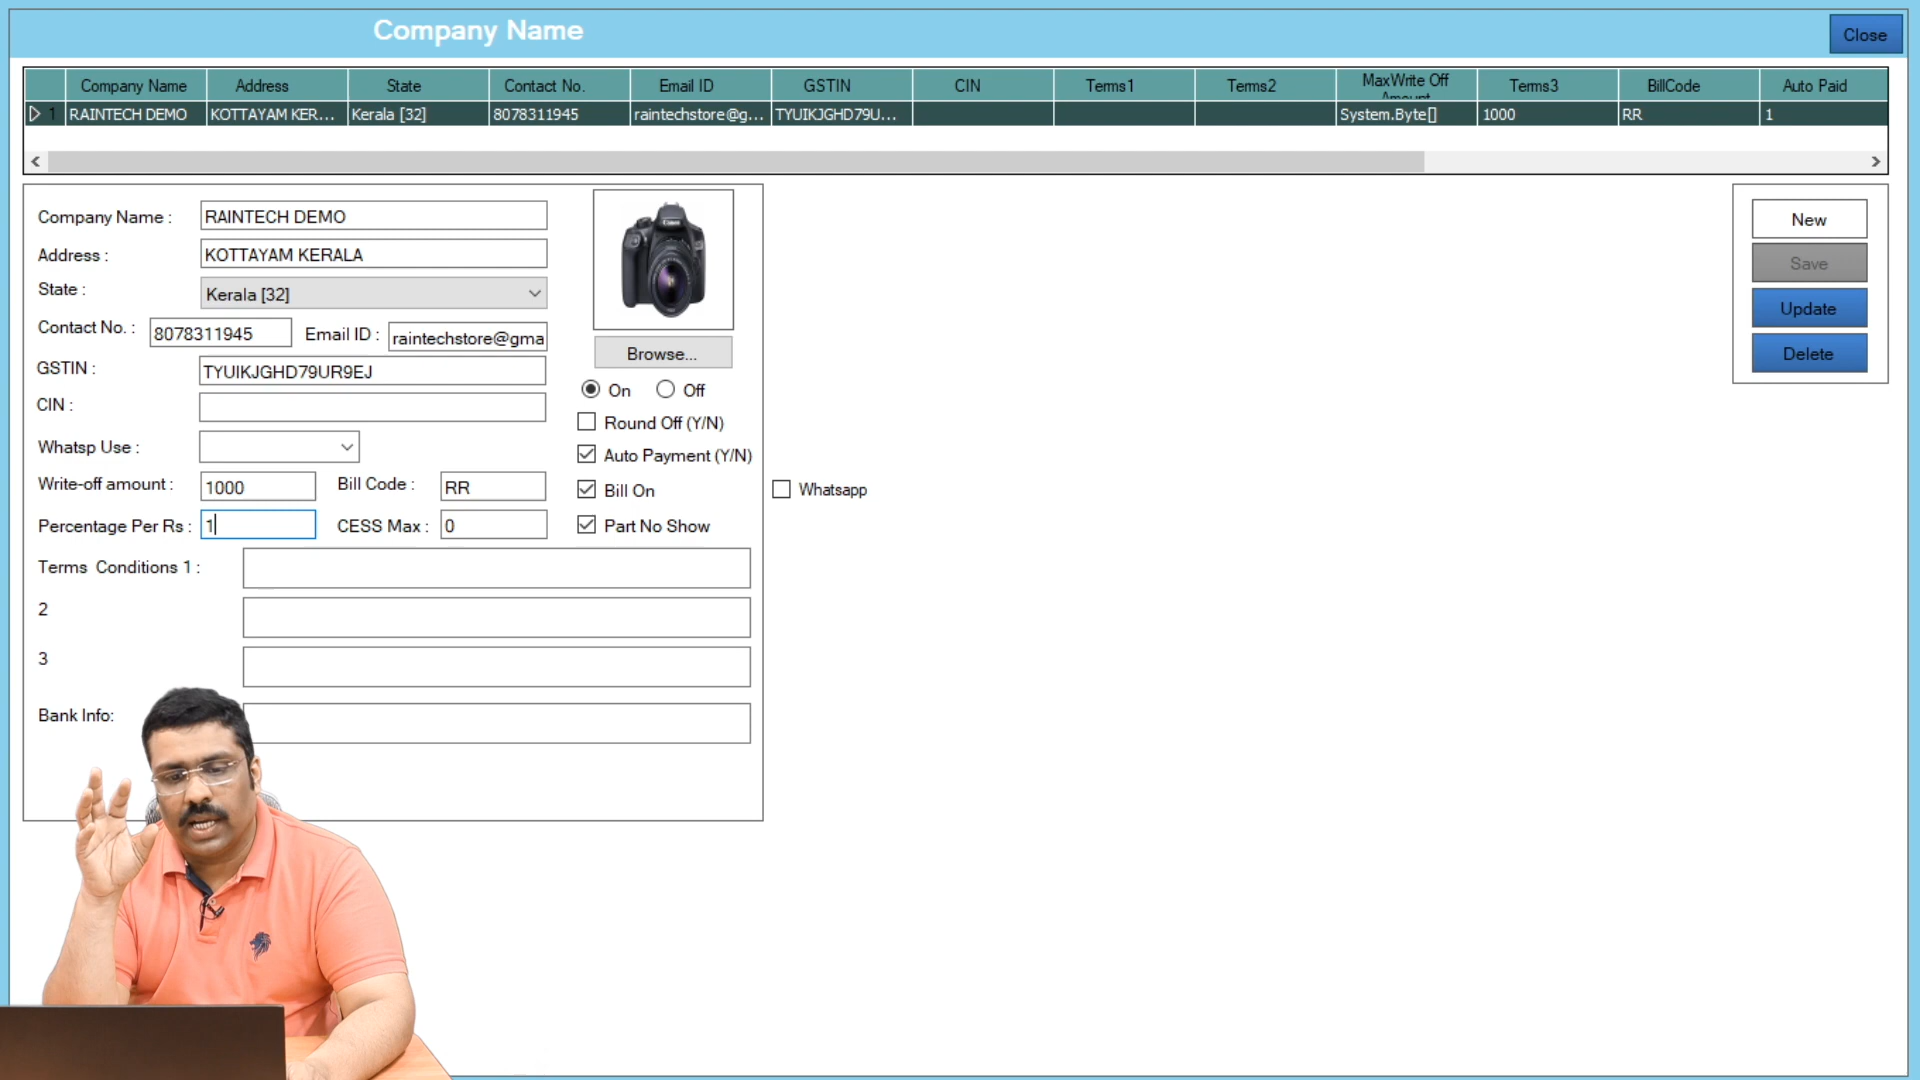 Company Name
Close
Company Name Address State Contact No. Email ID GSTIN CIN Terms1 Terms2 MaxWrite Off Amount Terms3 BillCode Auto Paid
1 RAINTECH DEMO KOTTAYAM KER... Kerala [32] 8078311945 raintechstore@g... TYUIKJGHD79U... System.Byte[] 1000 RR 1
Company Name : RAINTECH DEMO
Address : KOTTAYAM KERALA
State : Kerala [32]
Contact No. : 8078311945 Email ID : raintechstore@gma
GSTIN : TYUIKJGHD79UR9EJ
CIN :
Whatsp Use :
Write-off amount : 1000 Bill Code : RR
Percentage Per Rs : 1 CESS Max : 0
Terms Conditions 1 :
2
3
Bank Info:
Canon
Browse...
On Off
Round Off (Y/N)
Auto Payment (Y/N)
Bill On
Part No Show
Whatsapp
New
Save
Update
Delete